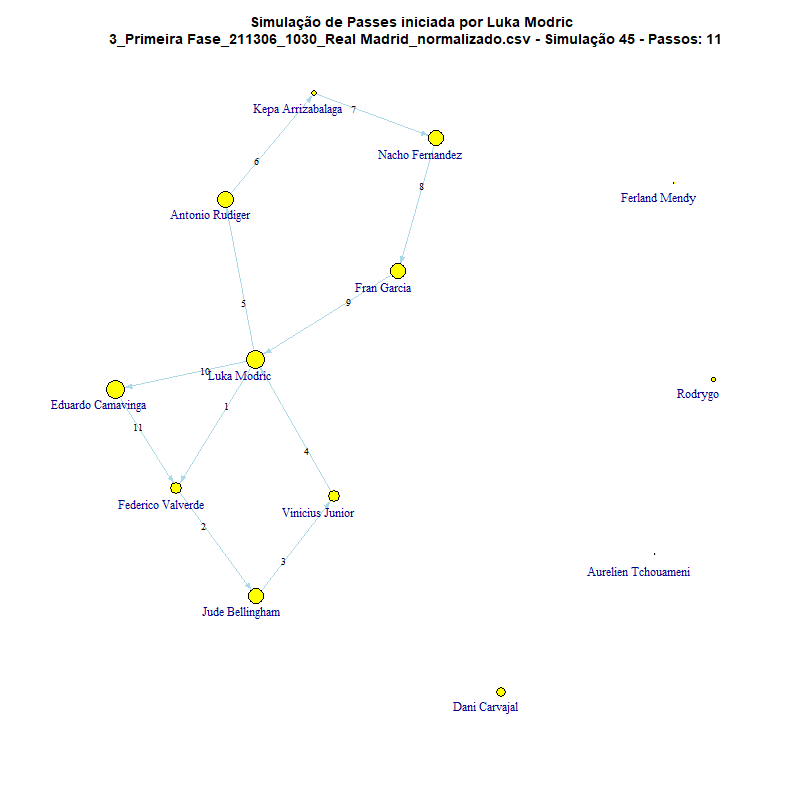 Simulação de Passes iniciada por Luka Modric
3_Primeira Fase_211306_1030_Real Madrid_normalizado.csv - Simulação 45 - Passos: 11
Kepa Arrizabalaga
7
Nacho Fernandez
6
8
Ferland Mendy
Antonio Rudiger
Fran Garcia
5
9
10
Luka Modric
Rodrygo
Eduardo Camavinga
1
11
4
Federico Valverde
Vinicius Junior
2
3
Aurelien Tchouameni
Jude Bellingham
Dani Carvajal